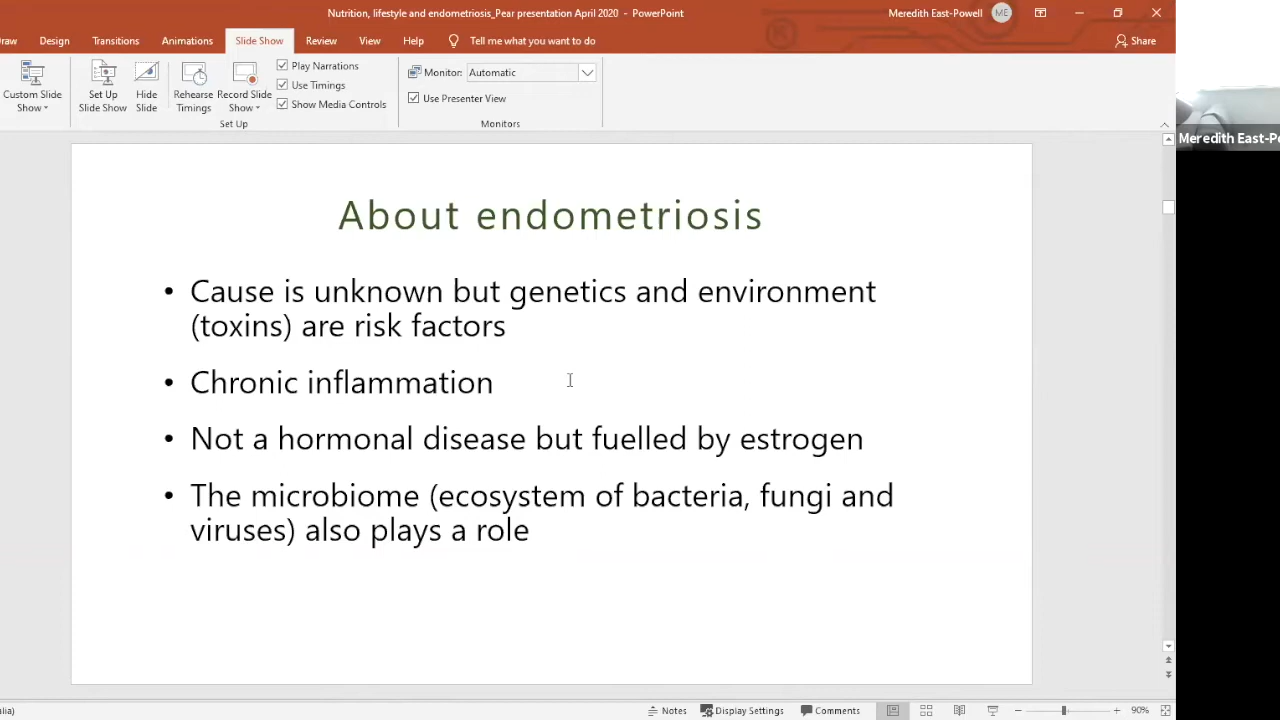 Nutrition, lifestyle and endometriosis_Pear presentation April 2020 - PowerPoint
Meredith East-Powell ME
Design Transitions Animations Slide Show Review View Help Tell me what you want to do Share
Custom Slide Show
Set Up Slide Show
Hide Slide
Rehearse Timings
Record Slide Show
Play Narrations
Use Timings
Show Media Controls
Set Up
Monitor: Automatic
Use Presenter View
Monitors
Meredith East-P
About endometriosis
• Cause is unknown but genetics and environment
(toxins) are risk factors
• Chronic inflammation
• Not a hormonal disease but fuelled by estrogen
• The microbiome (ecosystem of bacteria, fungi and
viruses) also plays a role
Notes Display Settings Comments 90%